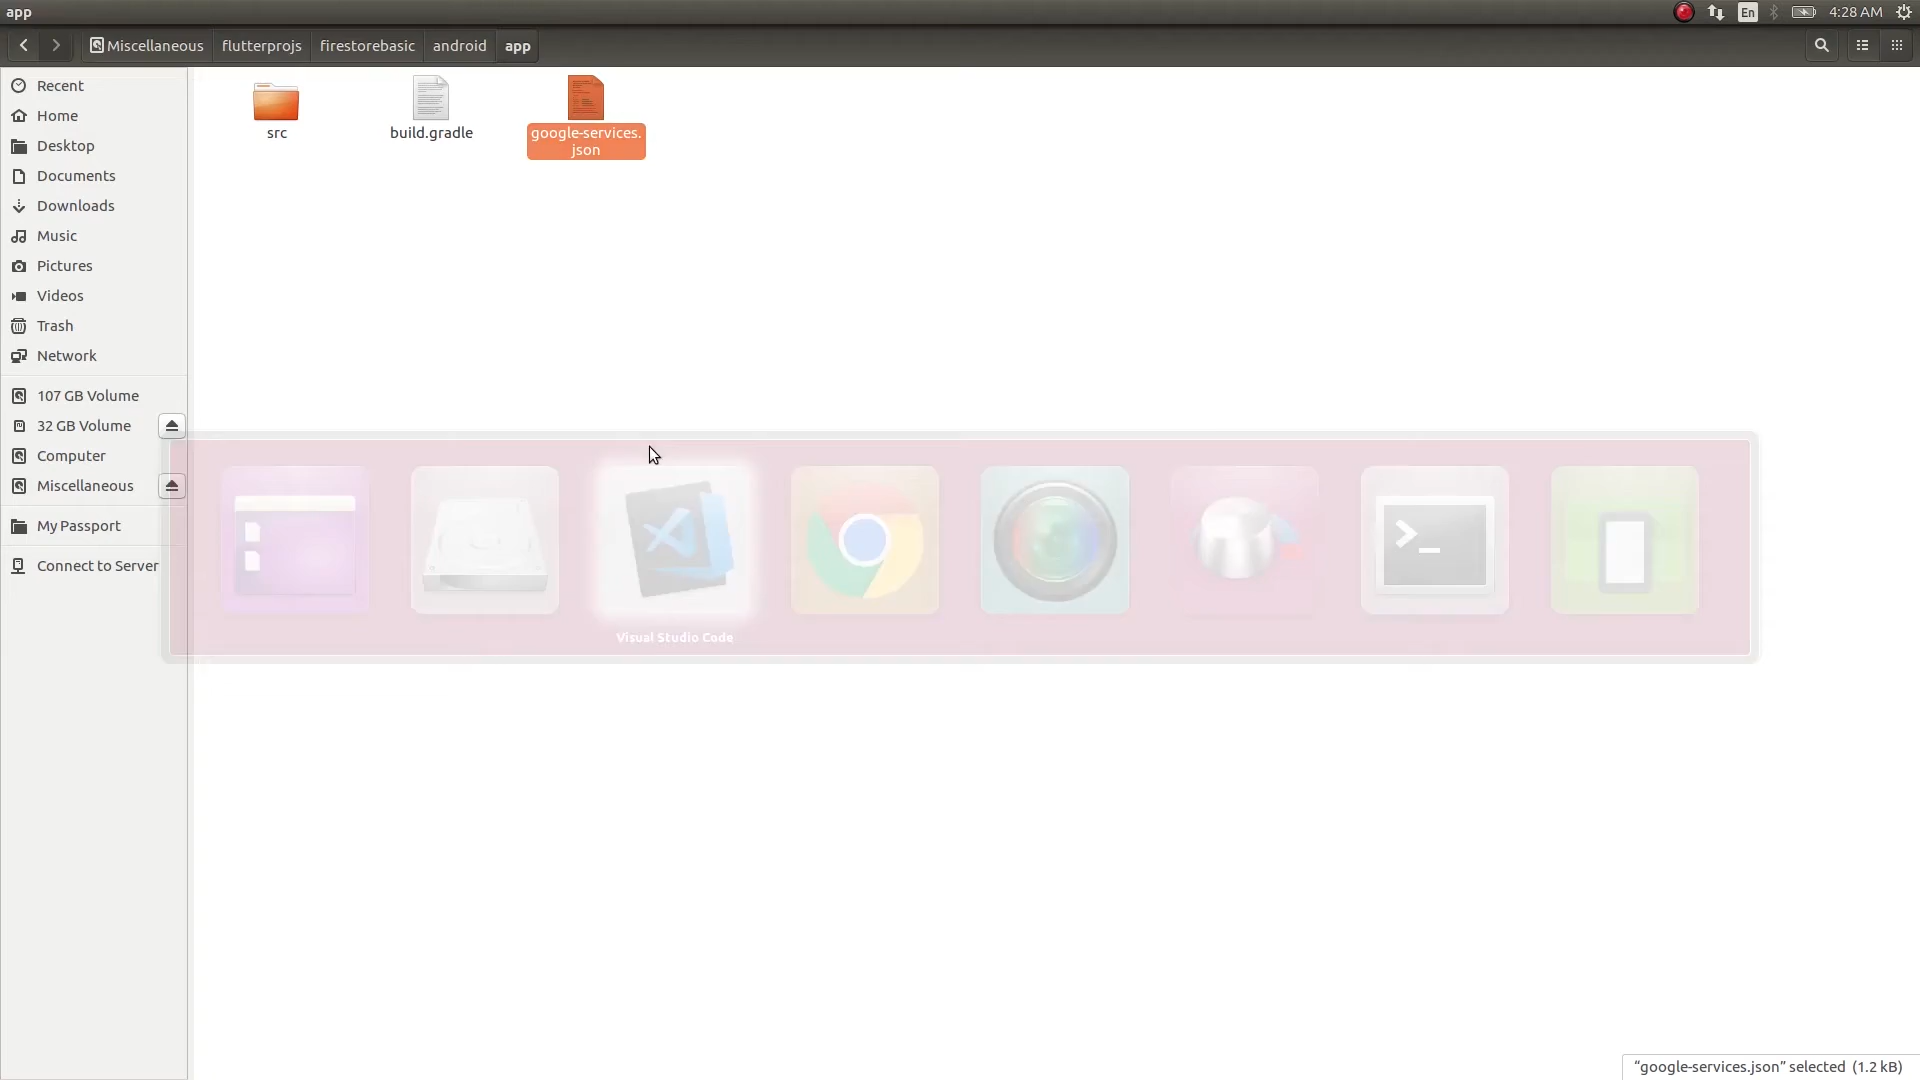 app
En
4:28 AM
Miscellaneous
flutterprojs
firestorebasic
android
app
Recent
Home
Desktop
Documents
Downloads
Music
Pictures
Videos
Trash
Network
107 GB Volume
32 GB Volume
Computer
Miscellaneous
My Passport
Connect to Server
src
build.gradle
google-services.
json
Visual Studio Code
“google-services.json” selected (1.2 kB)